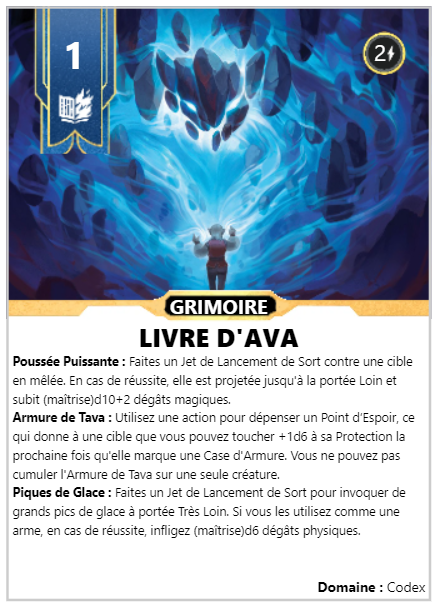 1
2
GRIMOIRE
LIVRE D'AVA
Poussée Puissante : Faites un Jet de Lancement de Sort contre une cible
en mêlée. En cas de réussite, elle est projetée jusqu'à la portée Loin et
subit (maîtrise)d10+2 dégâts magiques.
Armure de Tava : Utilisez une action pour dépenser un Point d'Espoir, ce
qui donne à une cible que vous pouvez toucher +1d6 à sa Protection la
prochaine fois qu'elle marque une Case d'Armure. Vous ne pouvez pas
cumuler l'Armure de Tava sur une seule créature.
Piques de Glace : Faites un Jet de Lancement de Sort pour invoquer de
grands pics de glace à portée Très Loin. Si vous les utilisez comme une
arme, en cas de réussite, infligez (maîtrise)d6 dégâts physiques.
Domaine : Codex